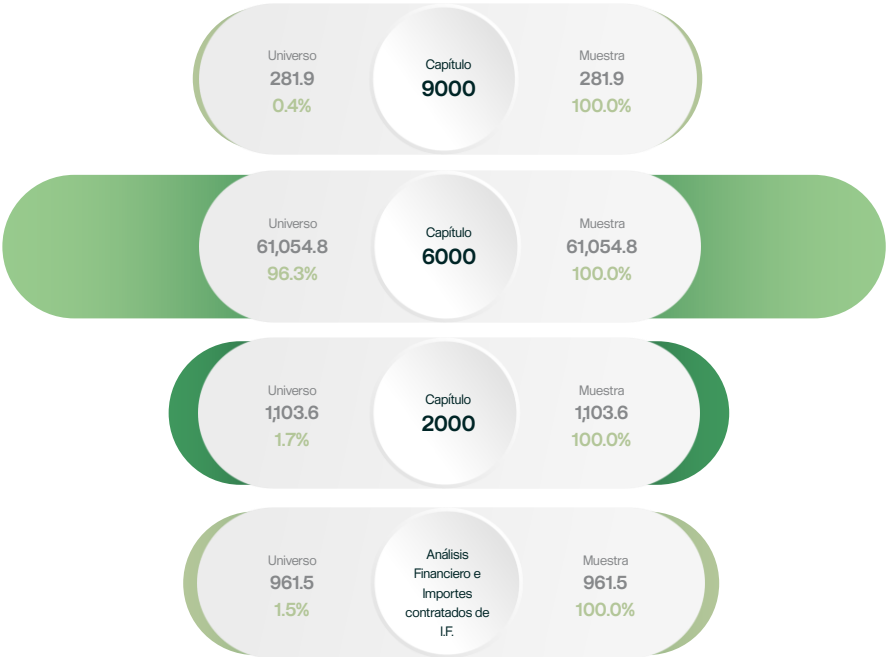 Universo
281.9
0.4%
Capítulo
9000
Muestra
281.9
100.0%
Universo
61,054.8
96.3%
Capítulo
6000
Muestra
61,054.8
100.0%
Universo
1,103.6
1.7%
Capítulo
2000
Muestra
1,103.6
100.0%
Universo
961.5
1.5%
Análisis
Financiero e
Importes
contratados de
I.F.
Muestra
961.5
100.0%